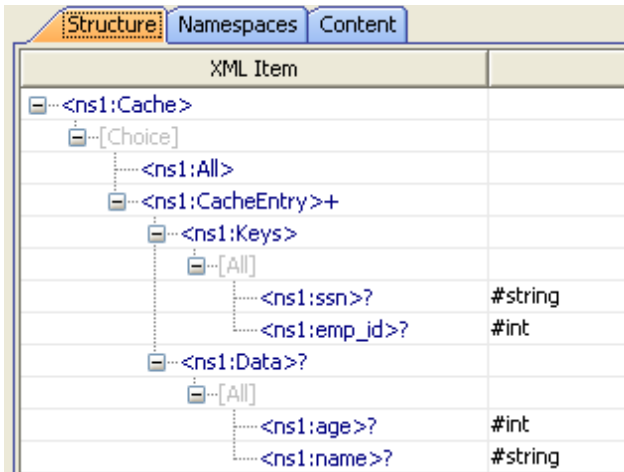 Structure Namespaces Content
XML Item
<ns1:Cache>
[Choice]
<ns1:All>
<ns1:CacheEntry>+
<ns1:Keys>
[All]
<ns1:ssn>? #string
<ns1:emp_id>? #int
<ns1:Data>?
[All]
<ns1:age>? #int
<ns1:name>? #string